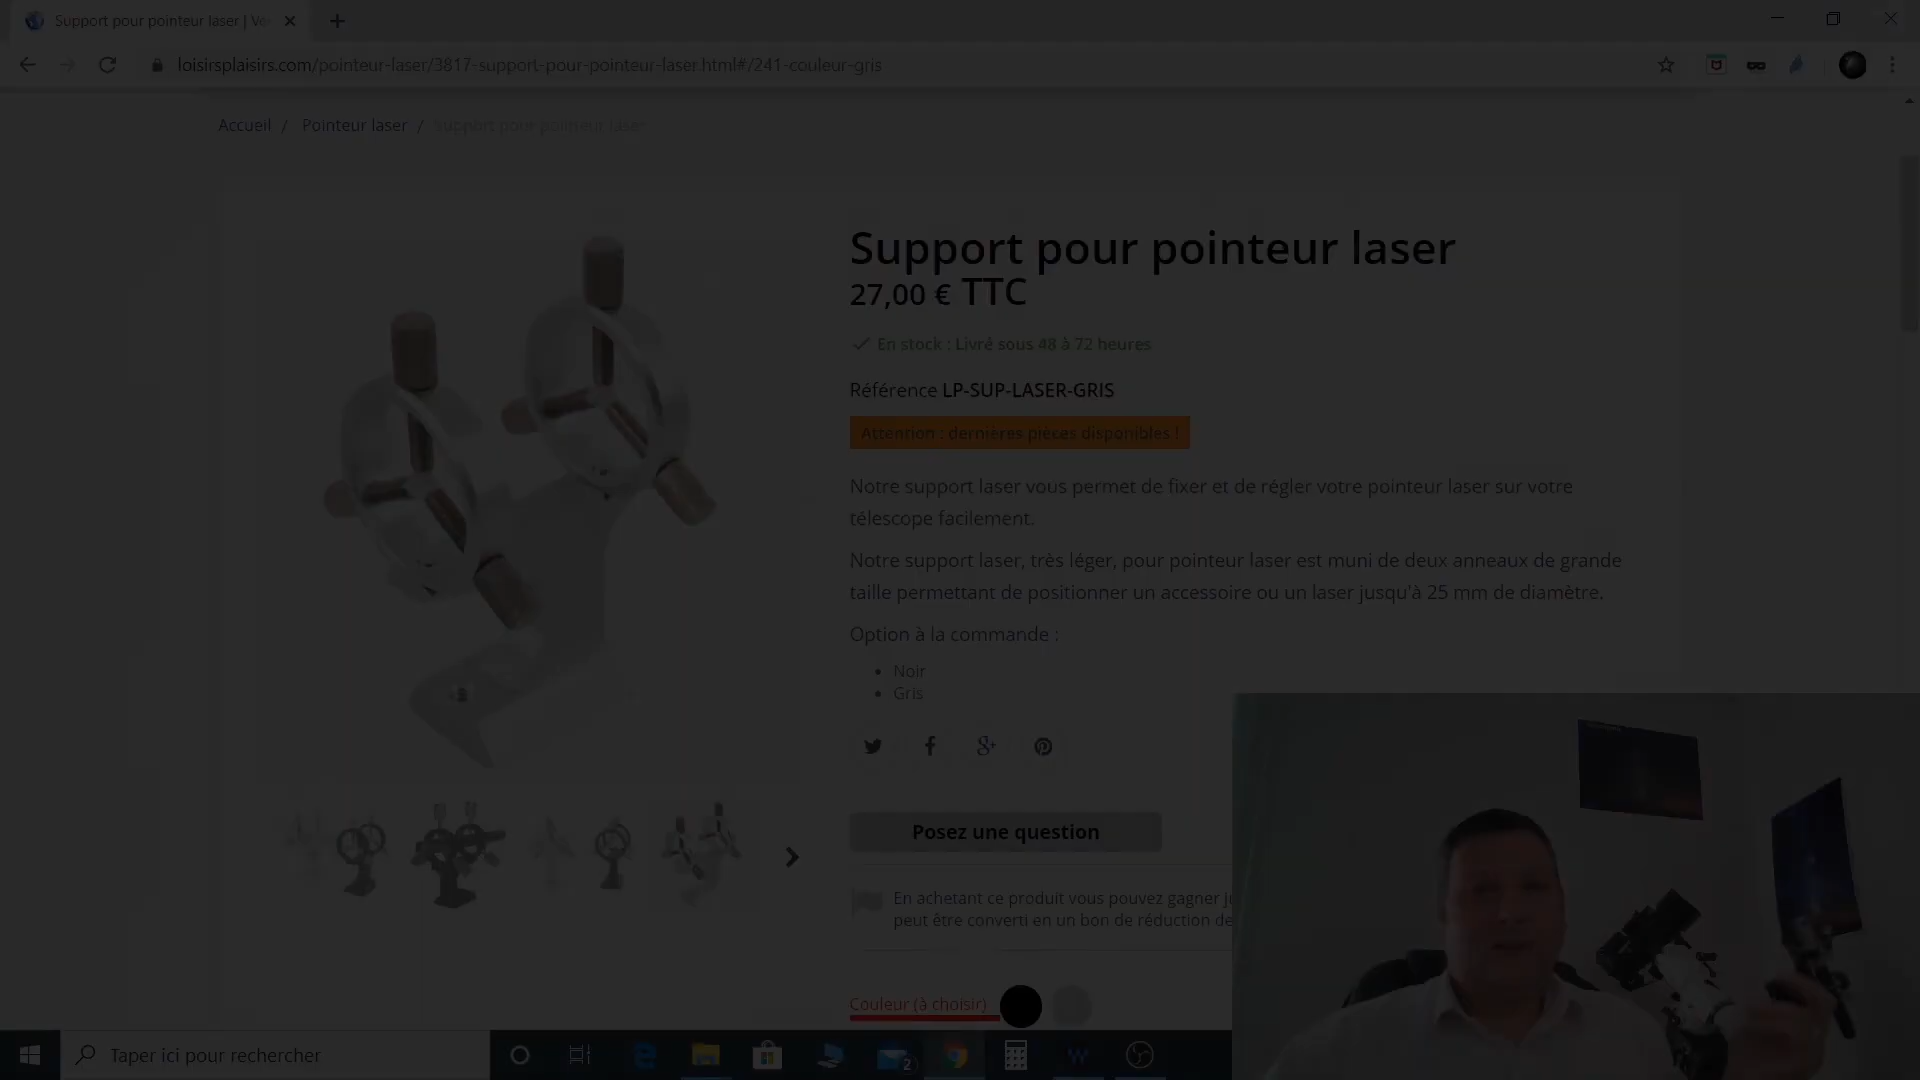 Support pour pointeur laser | Ve
loisirsplaisirs.com/pointeur-laser/3817-support-pour-pointeur-laser.html#/241-couleur-gris
Accueil / Pointeur laser / Support pour pointeur laser
Support pour pointeur laser
27,00 € TTC
En stock : Livré sous 48 à 72 heures
Référence LP-SUP-LASER-GRIS
Attention : dernières pièces disponibles !
Notre support laser vous permet de fixer et de régler votre pointeur laser sur votre
télescope facilement.
Notre support laser, très léger, pour pointeur laser est muni de deux anneaux de grande
taille permettant de positionner un accessoire ou un laser jusqu'à 25 mm de diamètre.
Option à la commande :
• Noir
• Gris
Posez une question
En achetant ce produit vous pouvez gagner
peut être converti en un bon de réduction de
Couleur (à choisir)
Taper ici pour rechercher
2